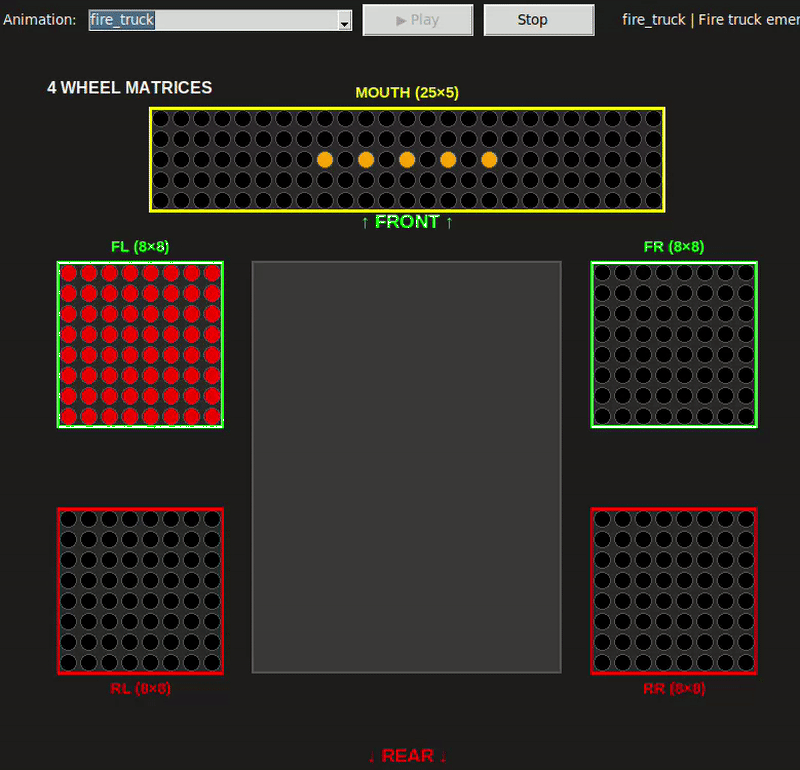 Animation: fire_truck ▶ Play Stop fire_truck | Fire truck emer
4 WHEEL MATRICES
MOUTH (25×5)
↑ FRONT ↑
FL (8×8) FR (8×8)
RL (8×8) RR (8×8)
↓ REAR ↓